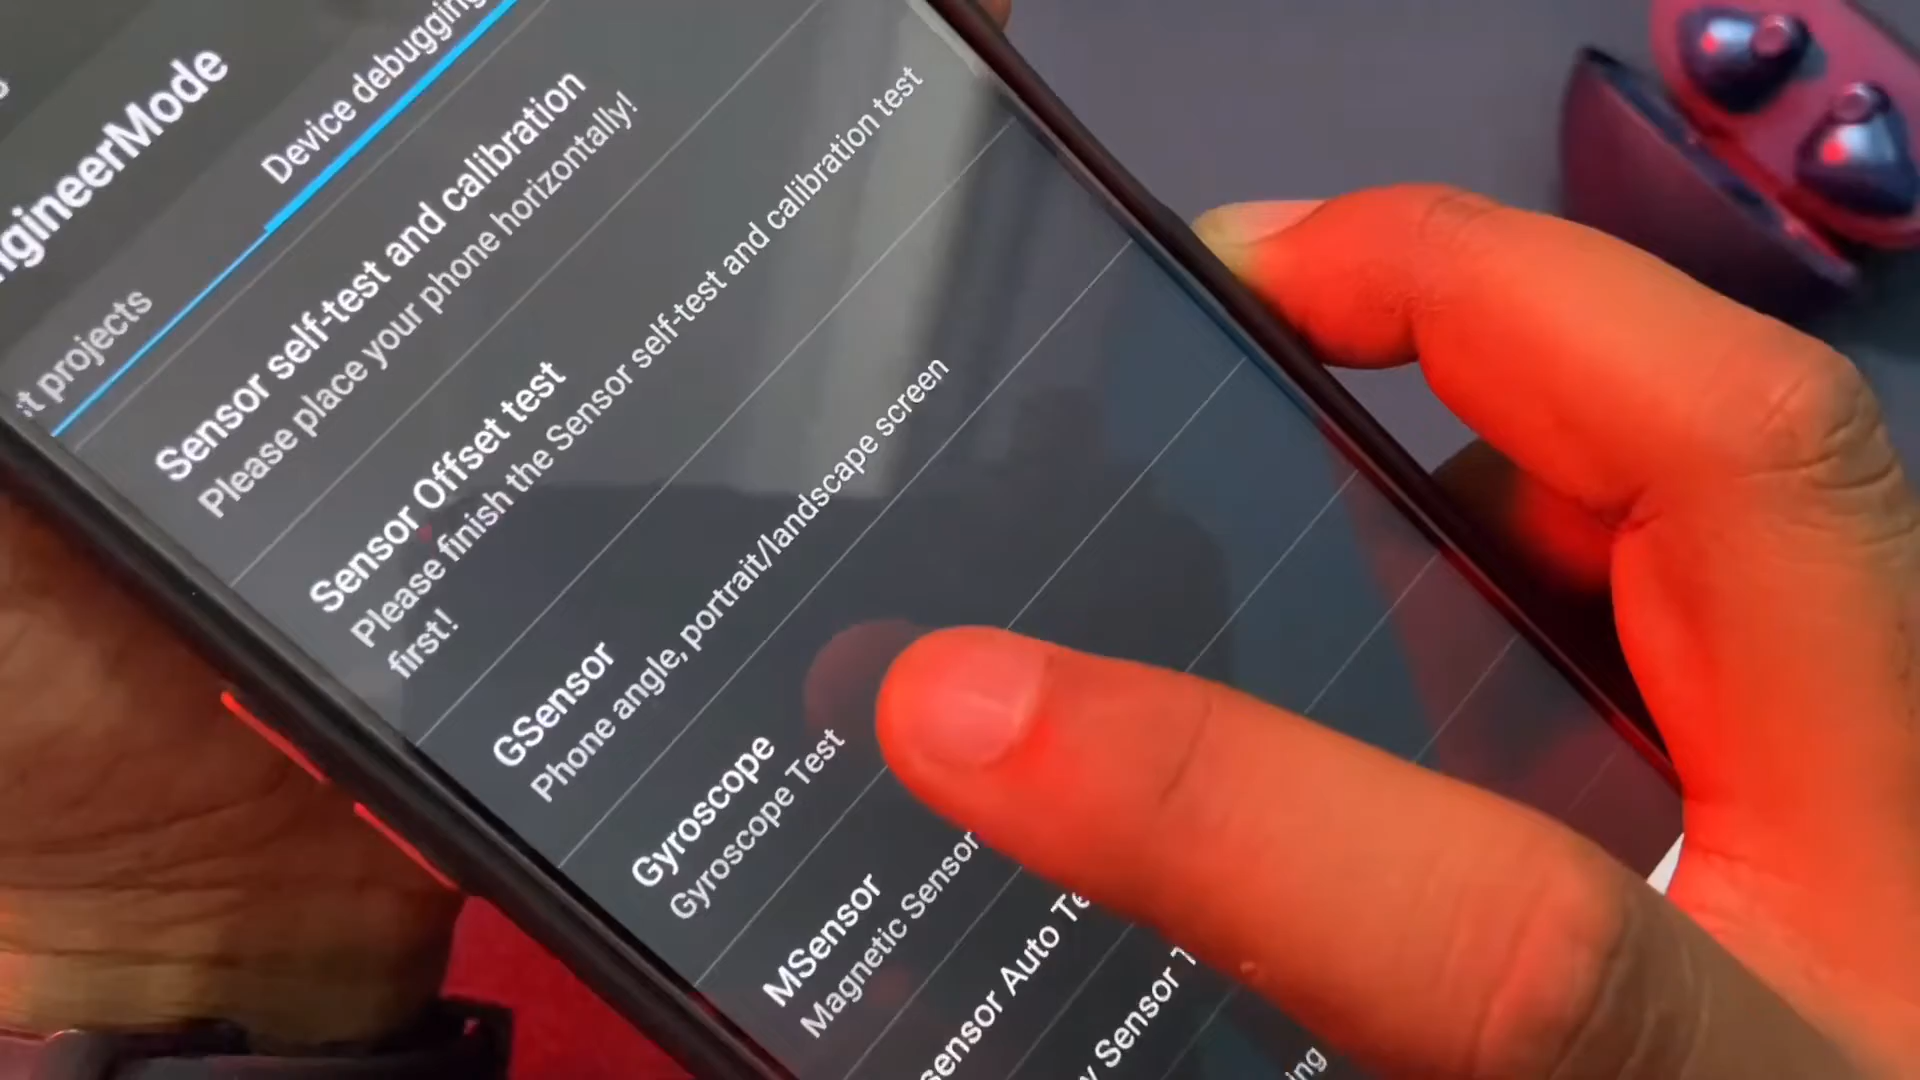 ngineerMode
t projects
Device debugging
Sensor self-test and calibration
Please place your phone horizontally!
Sensor Offset test
Please finish the Sensor self-test and calibration test
first!
GSensor
Phone angle, portrait/landscape screen
Gyroscope
Gyroscope Test
MSensor
Magnetic Sensor
sensor Auto Te
y Sensor T
ing